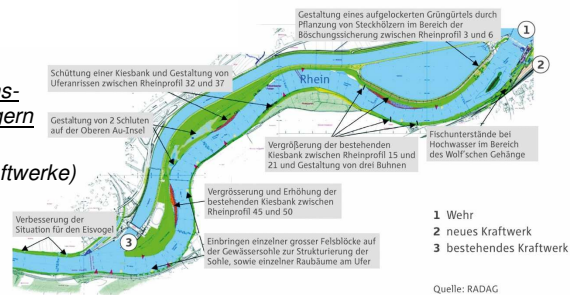 s-
gern
ftwerke)
Gestaltung eines aufgelockerten Grüngürtels durch
Pflanzung von Steckhölzern im Bereich der
Böschungssicherung zwischen Rheinprofil 3 und 6
1
2
Schüttung einer Kiesbank und Gestaltung von
Uferanrissen zwischen Rheinprofil 32 und 37
Rhein
Gestaltung von 2 Schluten
auf der Oberen Au-Insel
Fischunterstände bei
Hochwasser im Bereich
des Wolf'schen Gehänge
Vergrößerung der bestehenden
Kiesbank zwischen Rheinprofil 15 und
21 und Gestaltung von drei Buhnen
Vergrösserung und Erhöhung der
bestehenden Kiesbank zwischen
Rheinprofil 45 und 50
Verbesserung der
Situation für den Eisvogel
3
Einbringen einzelner grosser Felsblöcke auf
der Gewässersohle zur Strukturierung der
Sohle, sowie einzelner Raubäume am Ufer
1 Wehr
2 neues Kraftwerk
3 bestehendes Kraftwerk
Quelle: RADAG